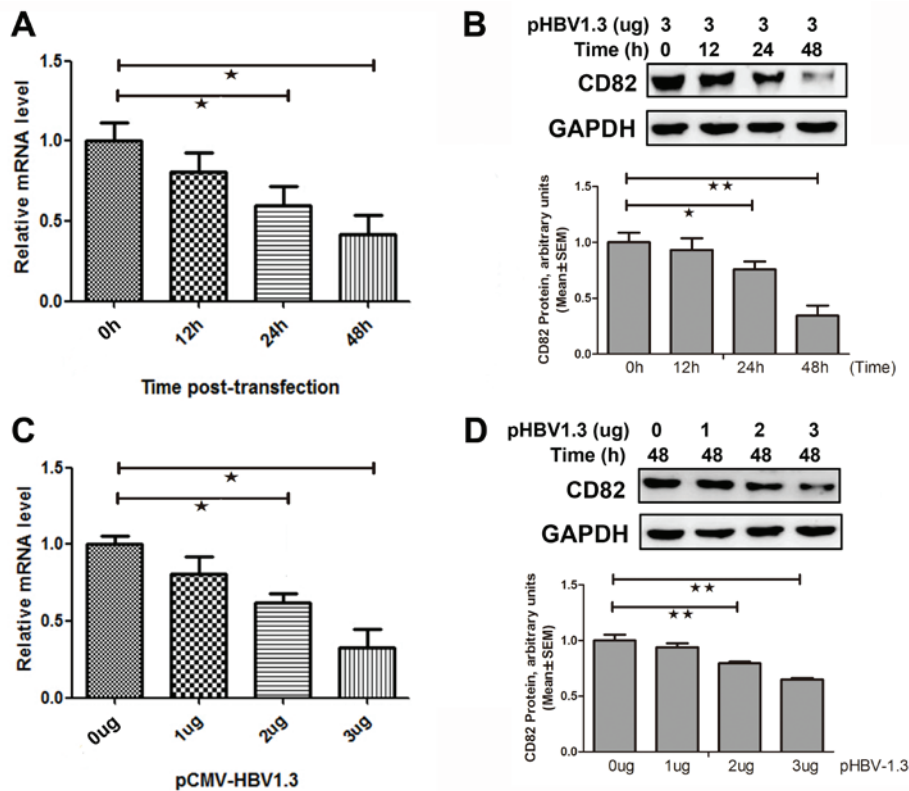 A
Relative mRNA level
1.5
1.0
0.5
0.0
★
★
0h 12h 24h 48h
Time post-transfection
B
pHBV1.3 (ug) 3 3 3 3
Time (h) 0 12 24 48
CD82
GAPDH
CD82 Protein, arbitrary units
(Mean±SEM)
1.5
1.0
0.5
0.0
★★
★
0h 12h 24h 48h (Time)
C
Relative mRNA level
1.5
1.0
0.5
0.0
★
★
0ug 1ug 2ug 3ug
pCMV-HBV1.3
D
pHBV1.3 (ug) 0 1 2 3
Time (h) 48 48 48 48
CD82
GAPDH
CD82 Protein, arbitrary units
(Mean±SEM)
1.5
1.0
0.5
0.0
★★
★★
0ug 1ug 2ug 3ug pHBV-1.3